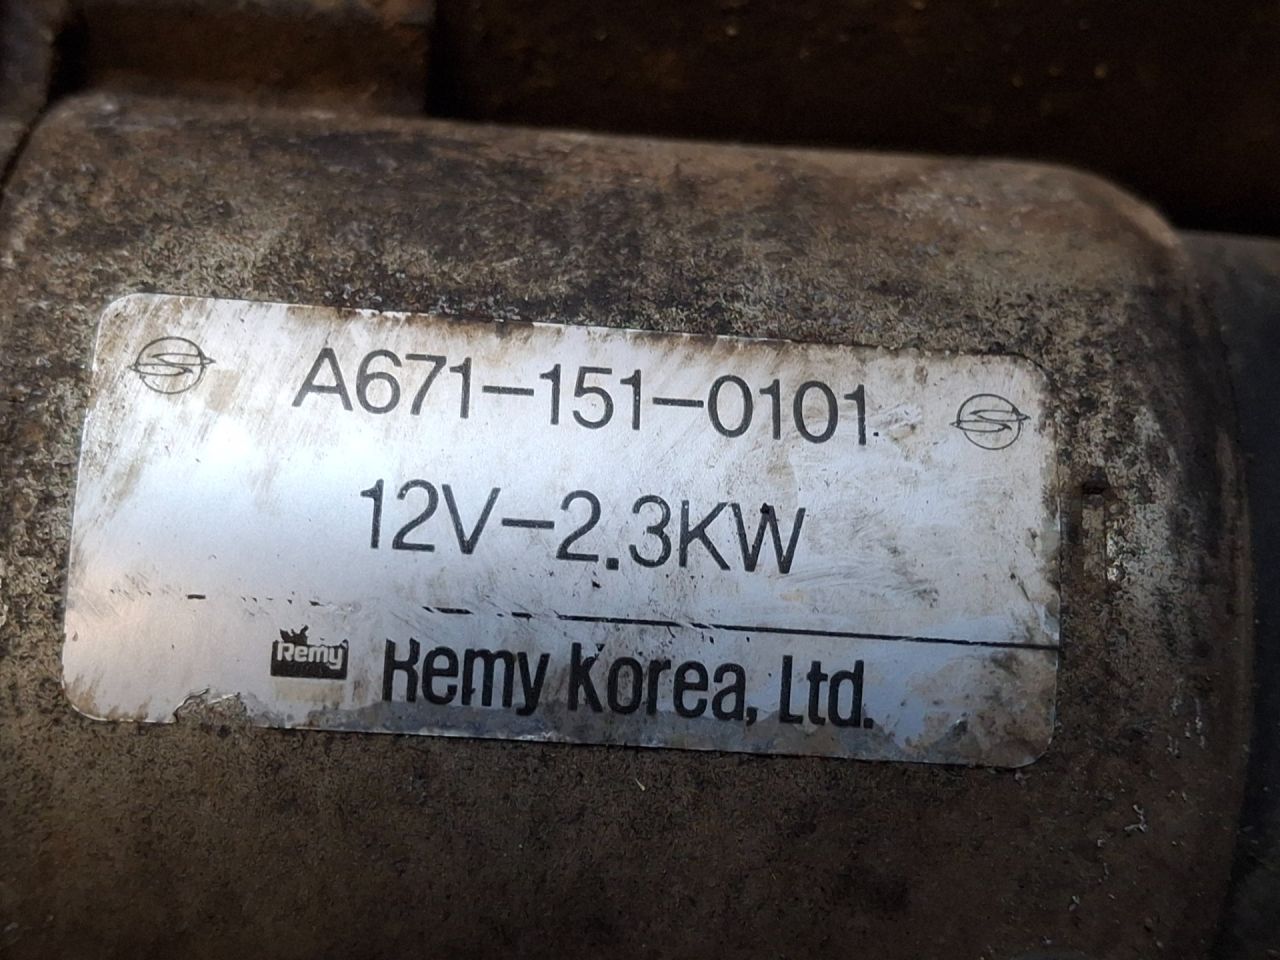 A671-151-0101
12V-2.3KW
Remy Remy Korea, Ltd.